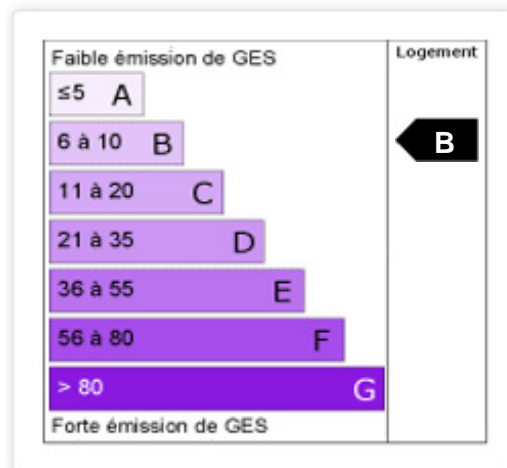 Faible émission de GES
Logement
≤5 A
6 à 10 B
B
11 à 20 C
21 à 35 D
36 à 55 E
56 à 80 F
> 80 G
Forte émission de GES